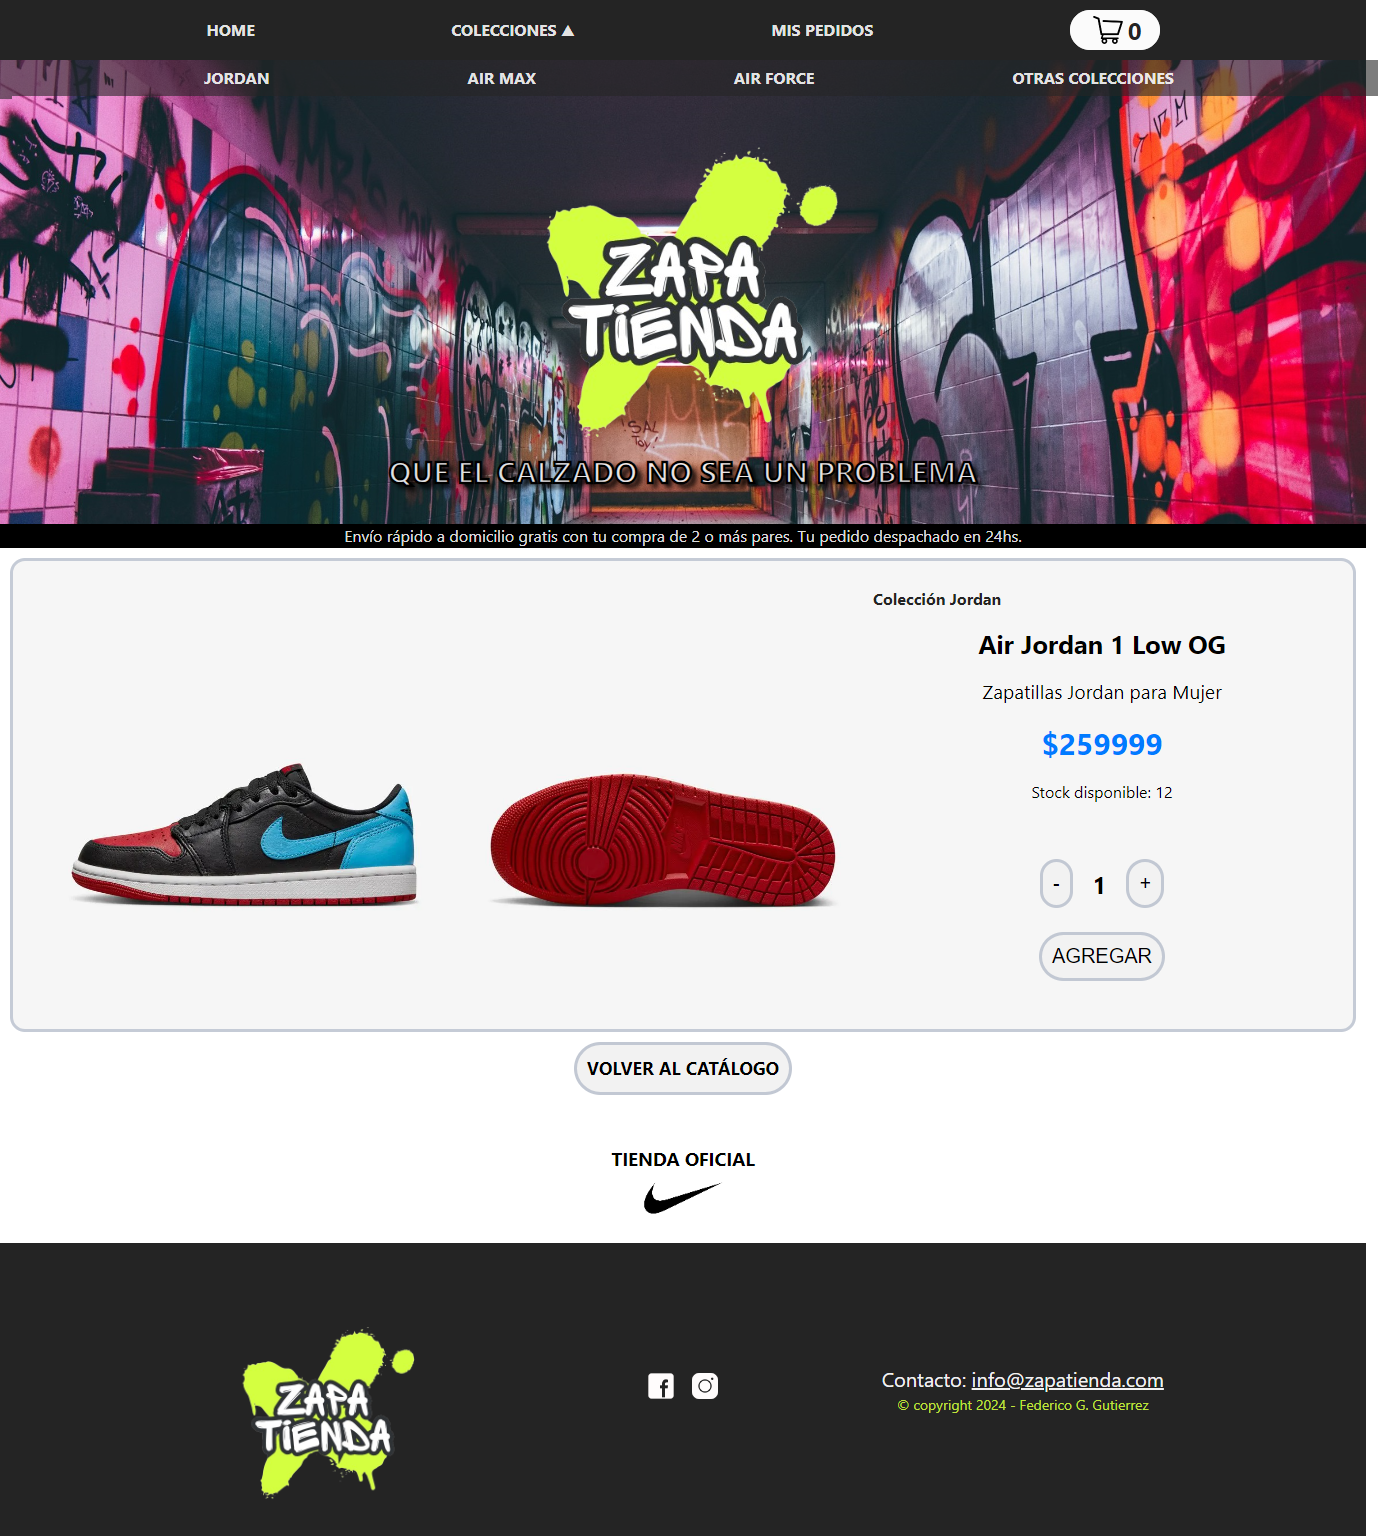 HOME
COLECCIONES ▲
MIS PEDIDOS
0
JORDAN
AIR MAX
AIR FORCE
OTRAS COLECCIONES
ZAPA
TIENDA
¡SAL
Toy!
QUE EL CALZADO NO SEA UN PROBLEMA
Envío rápido a domicilio gratis con tu compra de 2 o más pares. Tu pedido despachado en 24hs.
Colección Jordan
Air Jordan 1 Low OG
Zapatillas Jordan para Mujer
$259999
Stock disponible: 12
- 1 +
AGREGAR
VOLVER AL CATÁLOGO
TIENDA OFICIAL
ZAPA
TIENDA
Contacto: info@zapatienda.com
© copyright 2024 - Federico G. Gutierrez